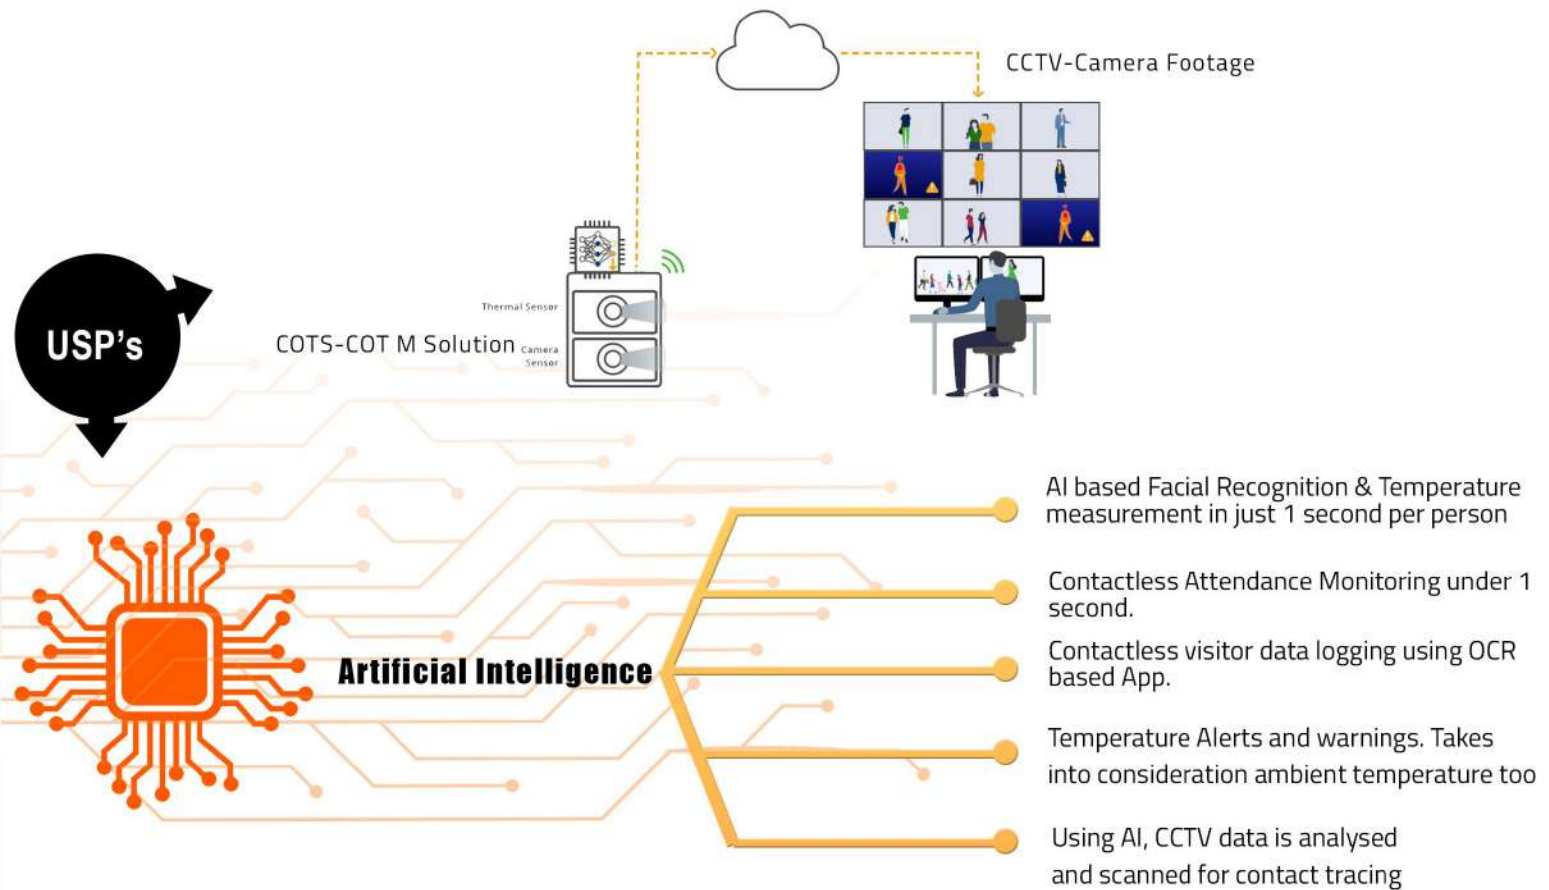 CCTV-Camera Footage
Thermal Sensor
COTS-COT M Solution
Camera
Sensor
USP's
Artificial Intelligence
AI based Facial Recognition & Temperature
measurement in just 1 second per person
Contactless Attendance Monitoring under 1
second.
Contactless visitor data logging using OCR
based App.
Temperature Alerts and warnings. Takes
into consideration ambient temperature too
Using AI, CCTV data is analysed
and scanned for contact tracing